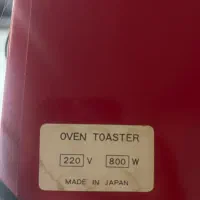 OVEN TOASTER
220 V 800 W
MADE IN JAPAN